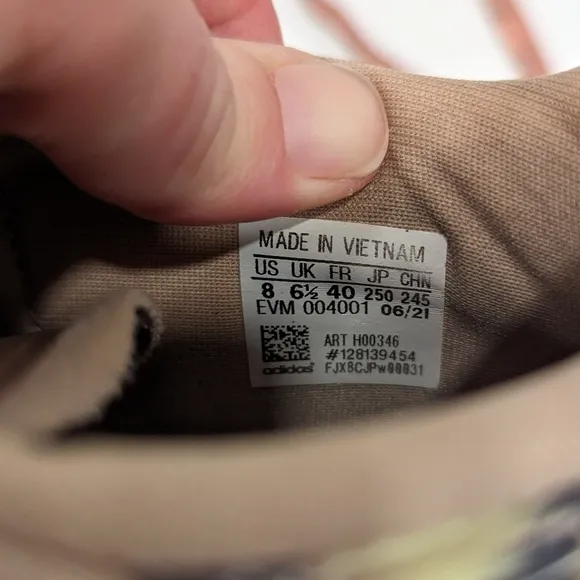 MADE IN VIETNAM
US UK FR JP CHN
8 6½ 40 250 245
EVM 004001 06/21
ART H00346
#128139454
adidas FJX8CJPw00031